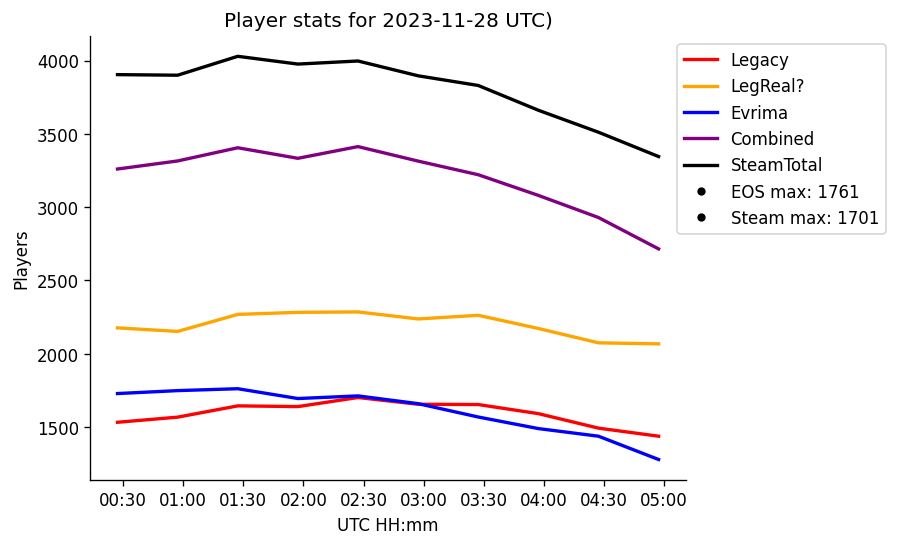 Player stats for 2023-11-28 UTC)
Legacy
LegReal?
Evrima
Combined
SteamTotal
EOS max: 1761
Steam max: 1701
Players
4000
3500
3000
2500
2000
1500
00:30 01:00 01:30 02:00 02:30 03:00 03:30 04:00 04:30 05:00
UTC HH:mm